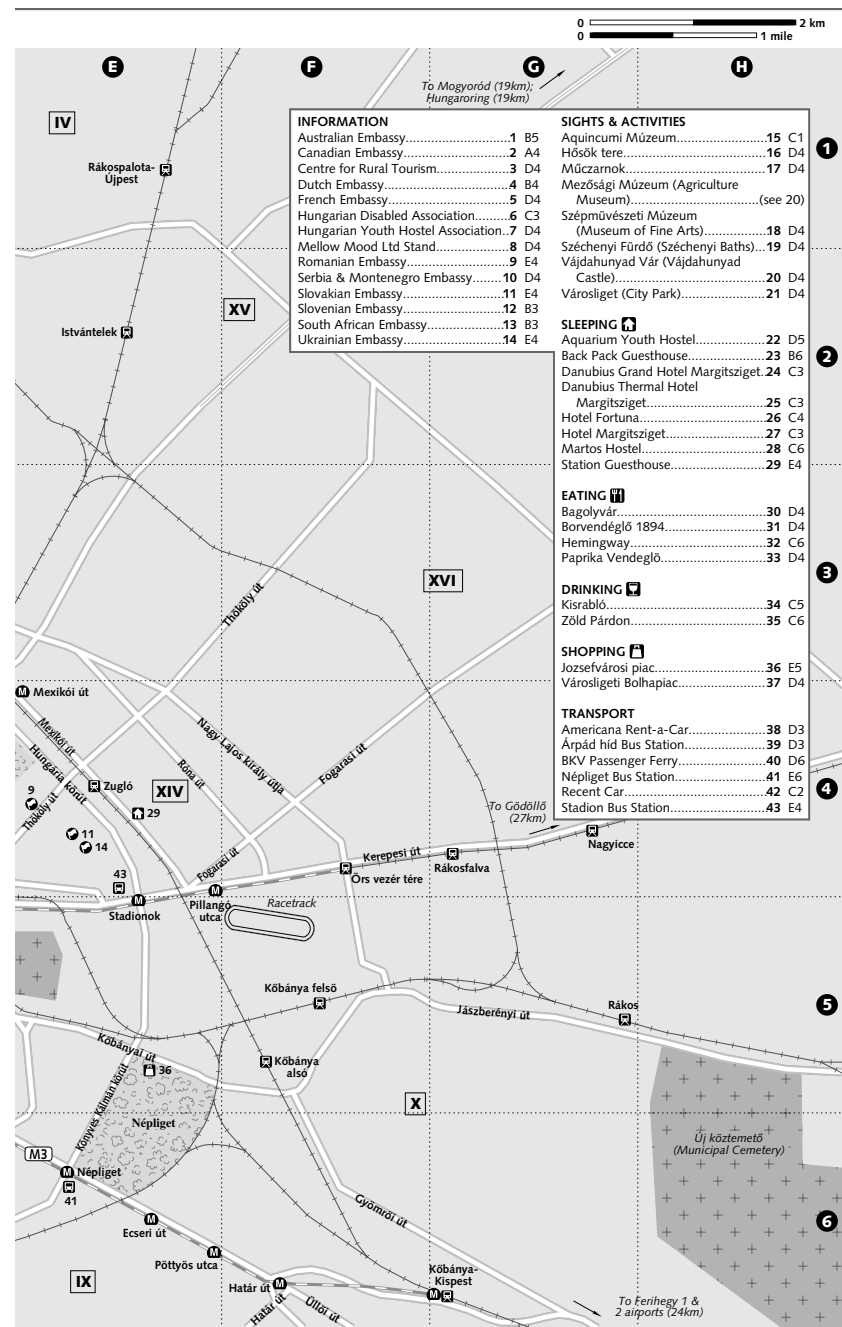 0 2 km
0 1 mile
E F G H
To Mogyoród (19km);
Hungaroring (19km)
IV
INFORMATION
Australian Embassy...................1 B5
Canadian Embassy...................2 A4
Centre for Rural Tourism...................3 D4
Dutch Embassy...................4 B4
French Embassy...................5 D4
Hungarian Disabled Association...................6 C3
Hungarian Youth Hostel Association..7 D4
Mellow Mood Ltd Stand...................8 D4
Romanian Embassy...................9 E4
Serbia & Montenegro Embassy........10 D4
Slovakian Embassy...................11 E4
Slovenian Embassy...................12 B3
South African Embassy...................13 B3
Ukrainian Embassy...................14 E4
SIGHTS & ACTIVITIES
Aquincumi Múzeum...................15 C1
Hősök tere...................16 D4
Műczarnok...................17 D4
Mezősági Múzeum (Agriculture
Museum)...................(see 20)
Szépművészeti Múzeum
(Museum of Fine Arts)...................18 D4
Széchenyi Fürdő (Széchenyi Baths)..19 D4
Vájdahunyad Vár (Vájdahunyad
Castle)...................20 D4
Városliget (City Park)...................21 D4
SLEEPING
Aquarium Youth Hostel...................22 D5
Back Pack Guesthouse...................23 B6
Danubius Grand Hotel Margitsziget..24 C3
Danubius Thermal Hotel
Margitsziget...................25 C3
Hotel Fortuna...................26 C4
Hotel Margitsziget...................27 C3
Martos Hostel...................28 C6
Station Guesthouse...................29 E4
EATING
Bagolyvár...................30 D4
Borvendéglő 1894...................31 D4
Hemingway...................32 C6
Paprika Vendeglő...................33 D4
DRINKING
Kisrabló...................34 C5
Zöld Párdon...................35 C6
SHOPPING
Jozsefvárosi piac...................36 E5
Városligeti Bolhapiac...................37 D4
TRANSPORT
Americana Rent-a-Car...................38 D3
Árpád híd Bus Station...................39 D3
BKV Passenger Ferry...................40 D6
Népliget Bus Station...................41 E6
Recent Car...................42 C2
Stadion Bus Station...................43 E4
1
Rákospalota-
Újpest
XV
Istvántelek
2
XVI
3
Thököly út
M Mexikói út
Mexikói út
Hungária körút
Nagy Lajos király útja
Róna út
Fogarasi út
9
Zugló
XIV
4
Thököly út
29
11
14
To Gödöllő
(27km)
Nagyicce
Fogarasi út
Kerepesi út
Rákosfalva
Örs vezér tére
43
M
Stadionok
M
Pillangó
utca
Racetrack
Kőbánya felsö
5
Jászberényi út
Rákos
Kőbányai út
Kőbánya
alsó
36
Könyves Kálmán körút
X
Népliget
Új köztemető
(Municipal Cemetery)
M3
M Népliget
41
6
Gyömrői út
M
Ecseri út
M
Pöttyös utca
IX
Határ út M
Kőbánya-
Kispest
M
Határ út
Üllői út
To Ferihegy 1 &
2 airports (24km)